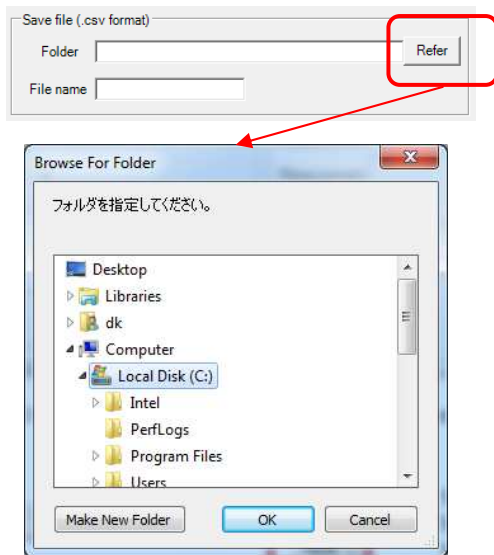 Save file (.csv format)
Folder
Refer
File name
Browse For Folder
フォルダを指定してください。
Desktop
Libraries
dk
Computer
Local Disk (C:)
Intel
PerfLogs
Program Files
Users
Make New Folder
OK
Cancel